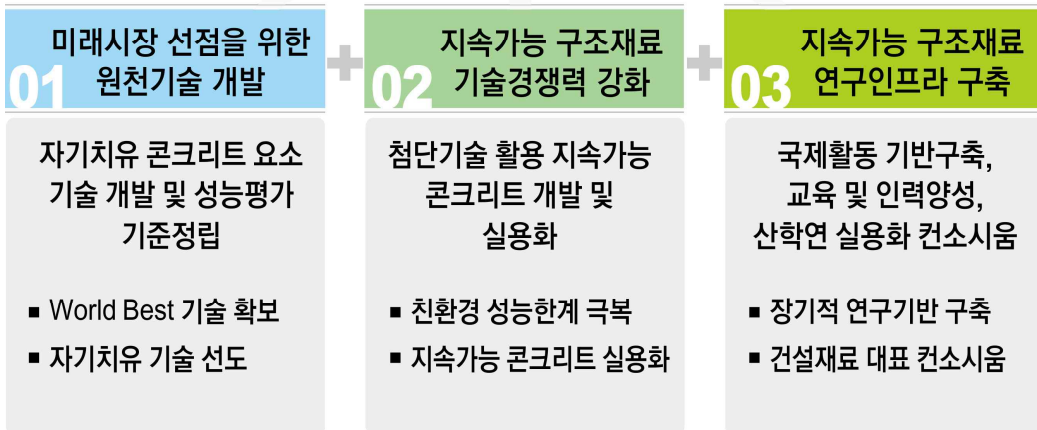 미래시장 선점을 위한
01 원천기술 개발
자기치유 콘크리트 요소
기술 개발 및 성능평가
기준정립
■ World Best 기술 확보
■ 자기치유 기술 선도
+
지속가능 구조재료
02 기술경쟁력 강화
첨단기술 활용 지속가능
콘크리트 개발 및
실용화
■ 친환경 성능한계 극복
■ 지속가능 콘크리트 실용화
+
지속가능 구조재료
03 연구인프라 구축
국제활동 기반구축,
교육 및 인력양성,
산학연 실용화 컨소시움
■ 장기적 연구기반 구축
■ 건설재료 대표 컨소시움